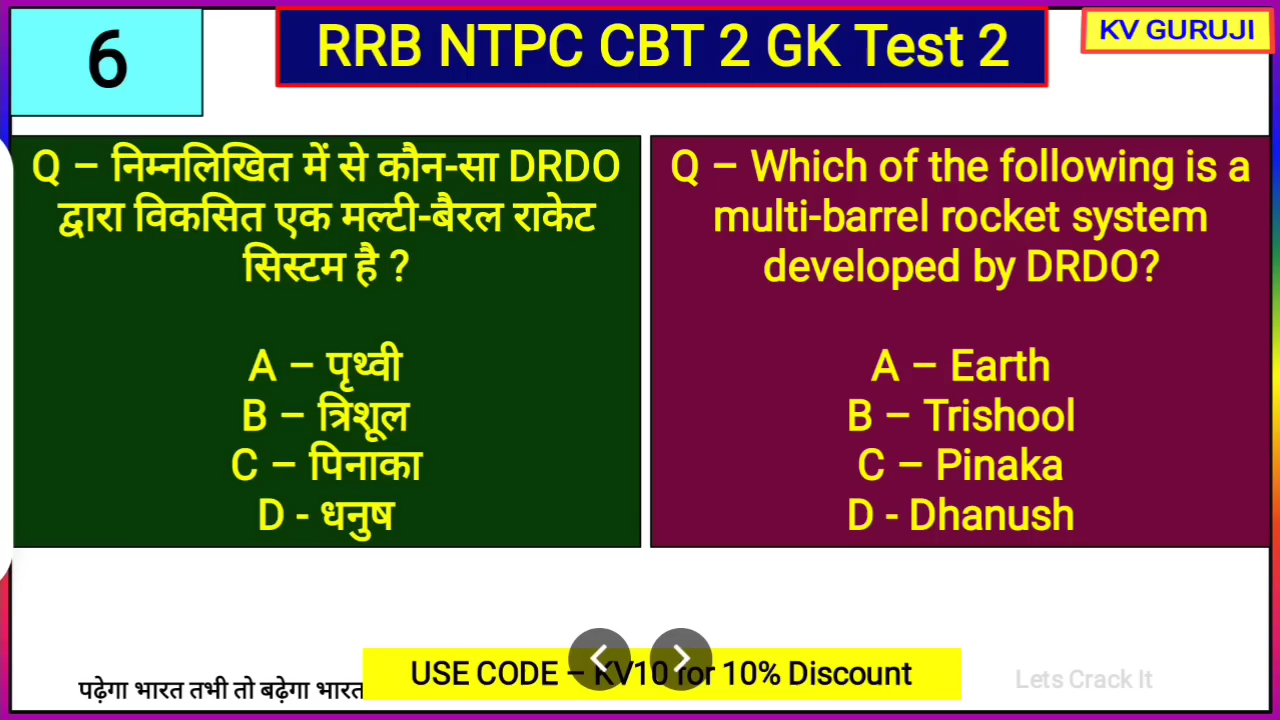 6
RRB NTPC CBT 2 GK Test 2
KV GURUJI
Q – निम्नलिखित में से कौन-सा DRDO
द्वारा विकसित एक मल्टी-बैरल राकेट
सिस्टम है ?
A – पृथ्वी
B – त्रिशूल
C – पिनाका
D - धनुष
Q – Which of the following is a
multi-barrel rocket system
developed by DRDO?
A – Earth
B – Trishool
C – Pinaka
D - Dhanush
पढ़ेगा भारत तभी तो बढ़ेगा भारत
USE CODE – KV10 for 10% Discount
Lets Crack It